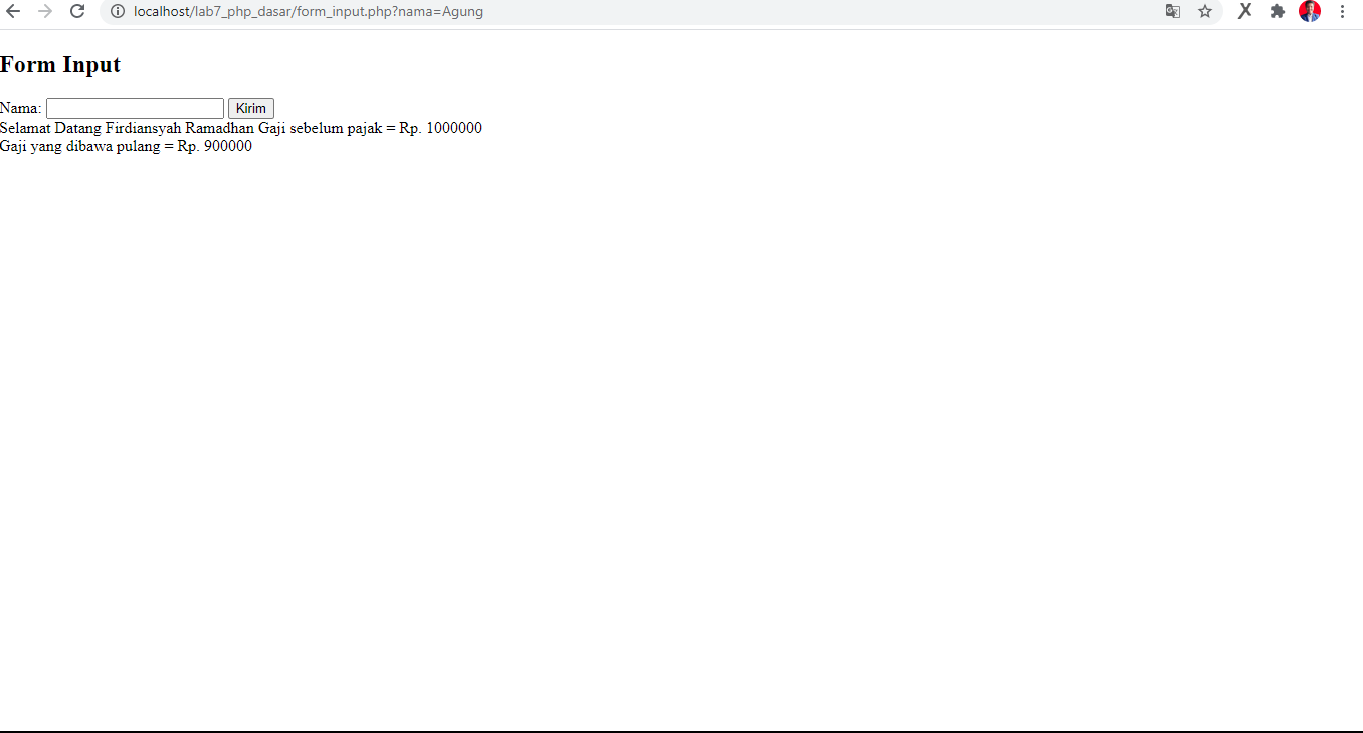 localhost/lab7_php_dasar/form_input.php?nama=Agung
Form Input
Nama: Kirim
Selamat Datang Firdiansyah Ramadhan Gaji sebelum pajak = Rp. 1000000
Gaji yang dibawa pulang = Rp. 900000